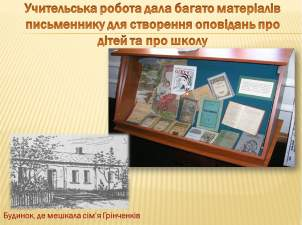 Учительська робота дала багато матеріалів
письменнику для створення оповідань про
дітей та про школу
Будинок, де мешкала сім'я Грінченків